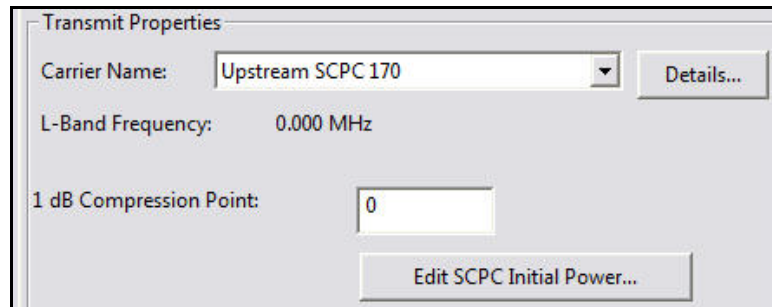 Transmit Properties
Carrier Name: Upstream SCPC 170 Details...
L-Band Frequency: 0.000 MHz
1 dB Compression Point: 0
Edit SCPC Initial Power...